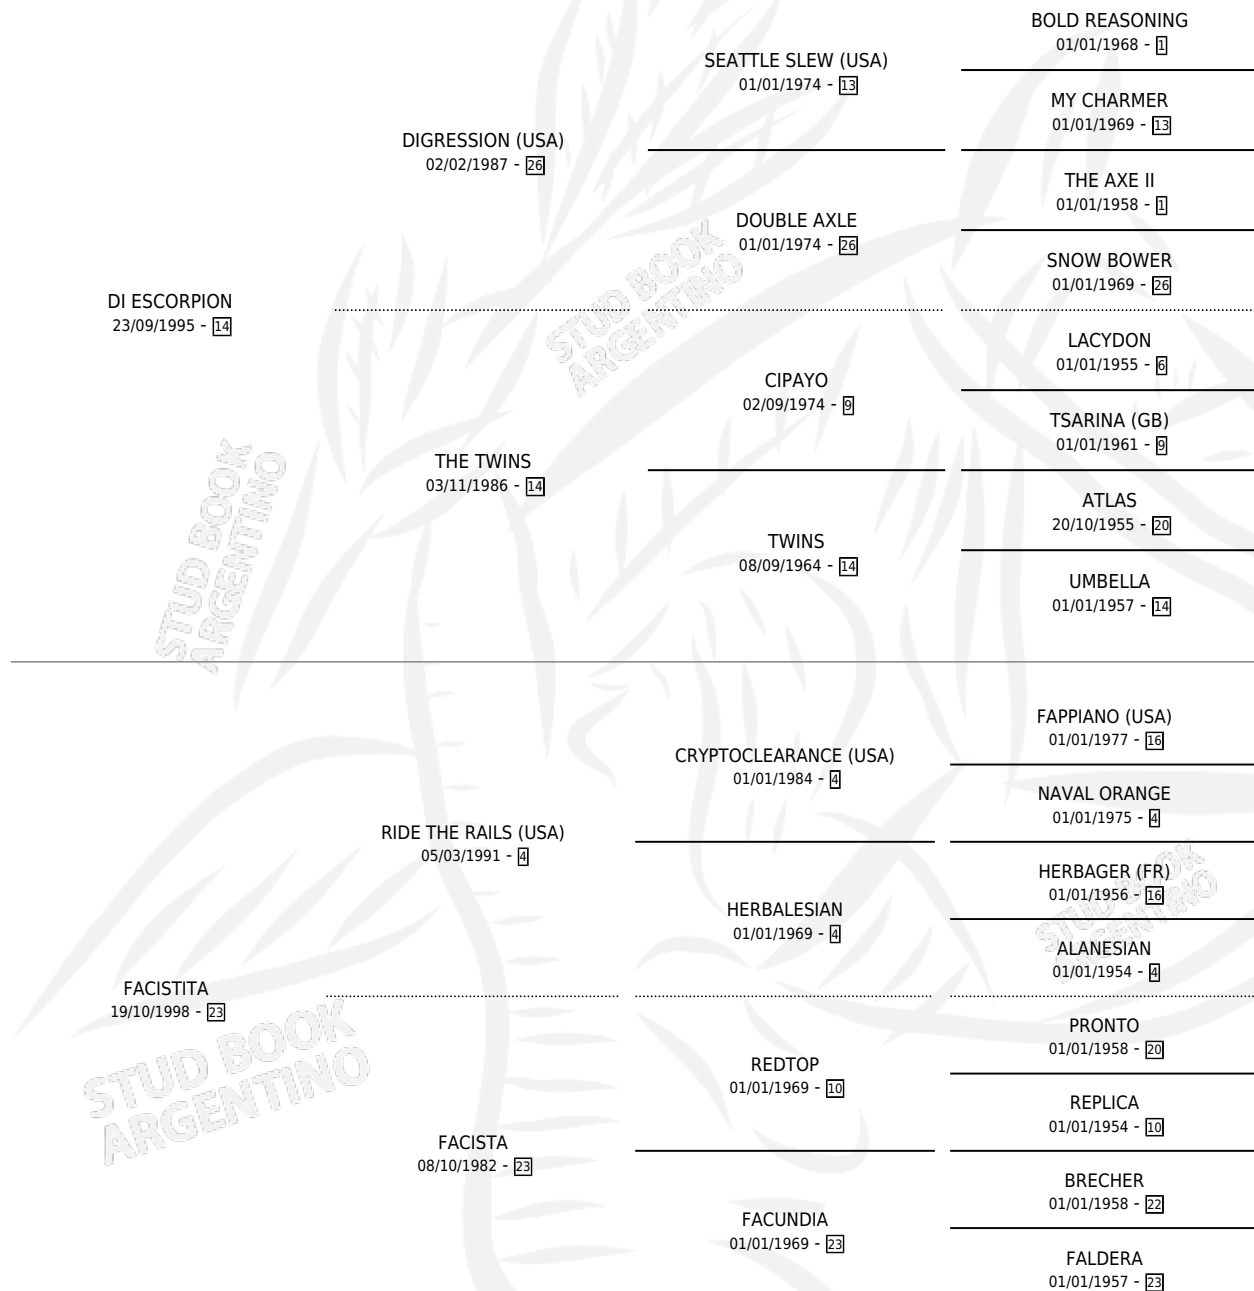 BOLD REASONING
01/01/1968 - 1
SEATTLE SLEW (USA)
01/01/1974 - 13
MY CHARMER
01/01/1969 - 13
DIGRESSION (USA)
02/02/1987 - 26
THE AXE II
01/01/1958 - 1
DOUBLE AXLE
01/01/1974 - 26
SNOW BOWER
01/01/1969 - 26
STUD BOOK
ARGENTINO
DI ESCORPION
23/09/1995 - 14
LACYDON
01/01/1955 - 6
CIPAYO
02/09/1974 - 9
TSARINA (GB)
01/01/1961 - 9
THE TWINS
03/11/1986 - 14
ATLAS
20/10/1955 - 20
TWINS
08/09/1964 - 14
UMBELLA
01/01/1957 - 14
STUD BOOK
ARGENTINO
FAPPIANO (USA)
01/01/1977 - 16
CRYPTOCLEARANCE (USA)
01/01/1984 - 4
NAVAL ORANGE
01/01/1975 - 4
RIDE THE RAILS (USA)
05/03/1991 - 4
HERBAGER (FR)
01/01/1956 - 16
HERBALESIAN
01/01/1969 - 4
ALANESIAN
01/01/1954 - 4
STUD BOOK
ARGENTINO
FACISTITA
19/10/1998 - 23
PRONTO
01/01/1958 - 20
REDTOP
01/01/1969 - 10
REPLICA
01/01/1954 - 10
STUD BOOK
ARGENTINO
FACISTA
08/10/1982 - 23
BRECHER
01/01/1958 - 22
FACUNDIA
01/01/1969 - 23
FALDERA
01/01/1957 - 23